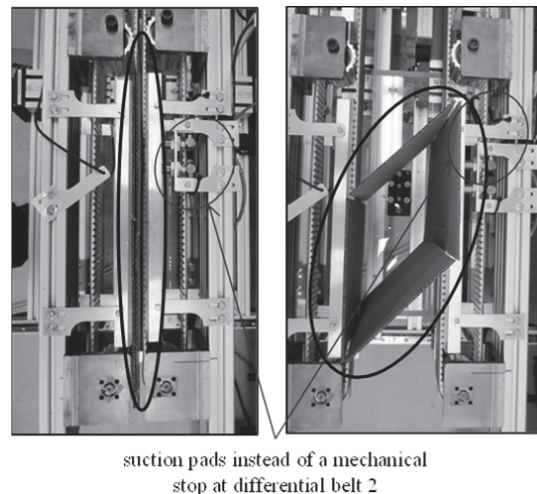 suction pads instead of a mechanical
stop at differential belt 2